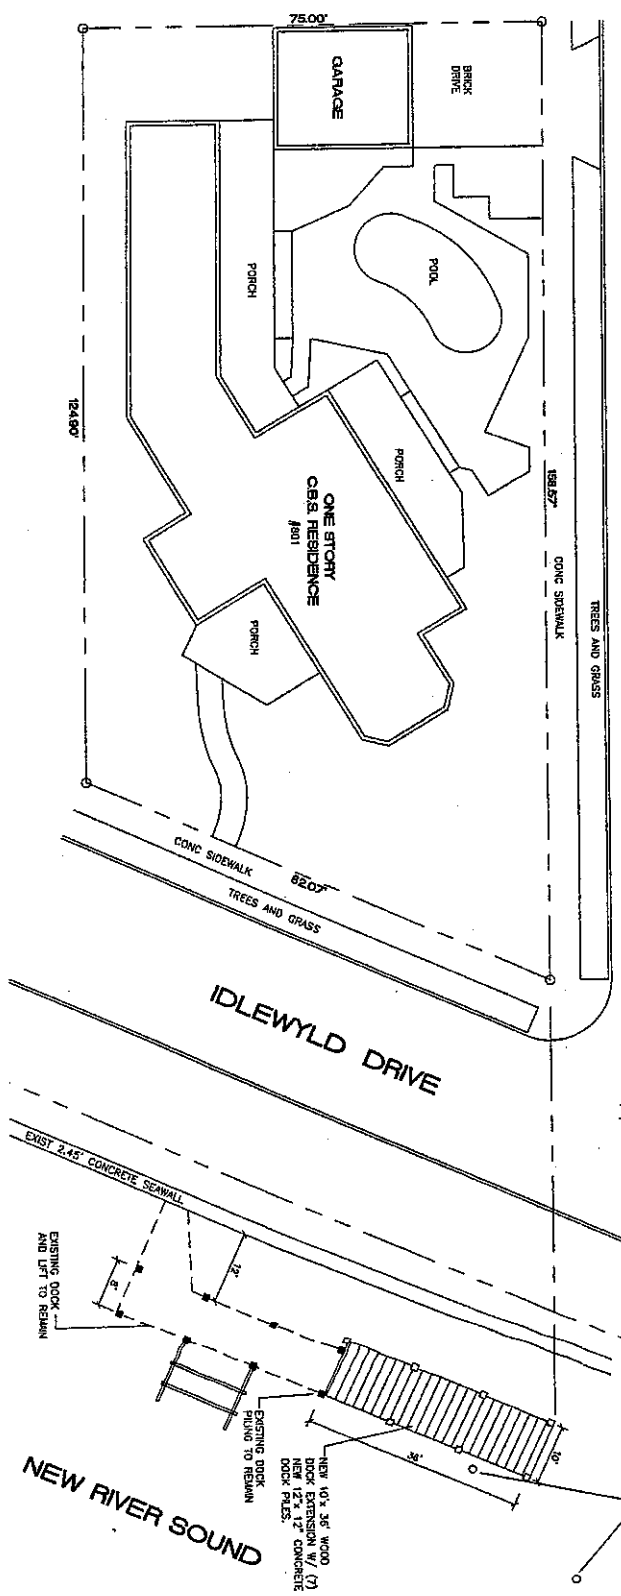 75.00'
GARAGE
BRICK
DRIVE
PORCH
POOL
124.90'
PORCH
158.57'
ONE STORY
C.B.S. RESIDENCE
#801
CONC SIDEWALK
TREES AND GRASS
PORCH
CONC SIDEWALK
82.07'
TREES AND GRASS
IDLEWYLD DRIVE
EXIST 2.45' CONCRETE SEAWALL
12'
8'
EXISTING DOCK
AND LIFT TO REMAIN
EXISTING DOCK
PILING TO REMAIN
10'
36'
NEW 10'x 36' WOOD
DOCK EXTENSION W/ (7)
NEW 12"x 12" CONCRETE
DOCK PILES.
NEW RIVER SOUND